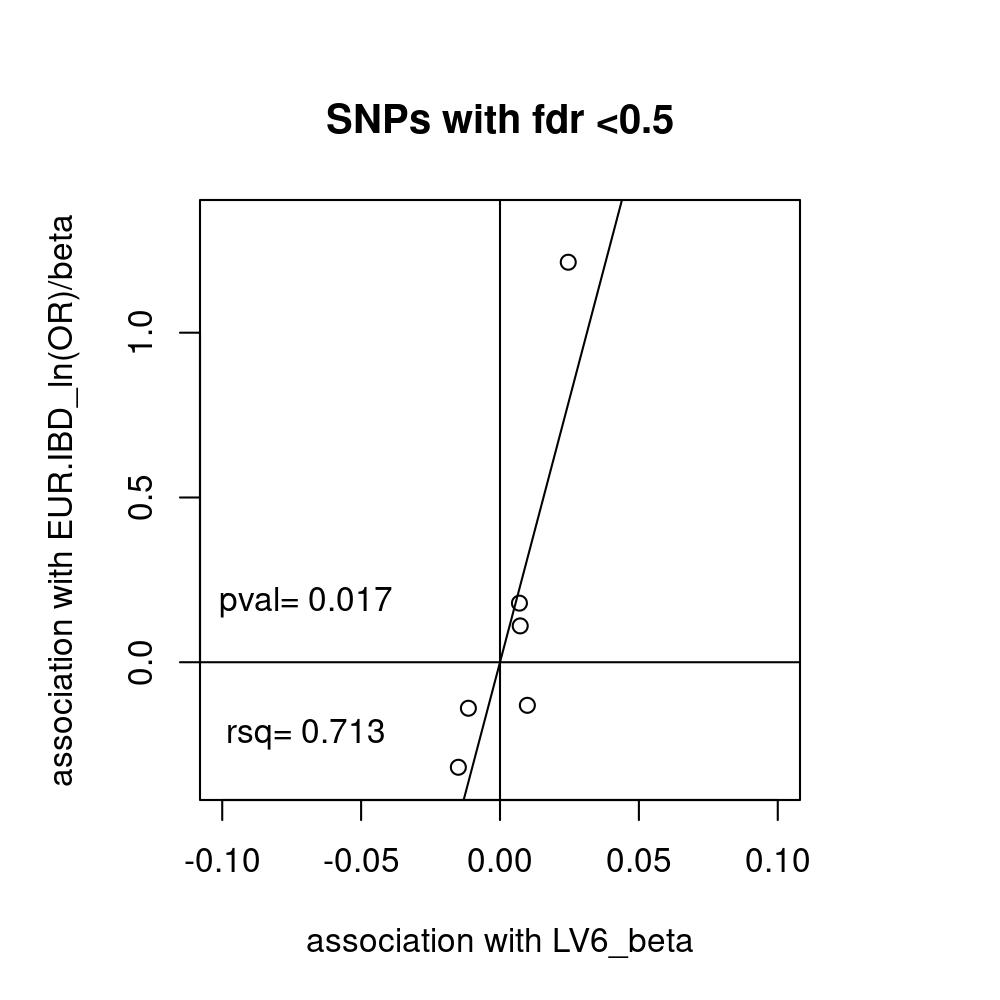 SNPs with fdr <0.5
association with EUR.IBD_ln(OR)/beta
1.0
0.5
0.0
pval= 0.017
rsq= 0.713
-0.10 -0.05 0.00 0.05 0.10
association with LV6_beta